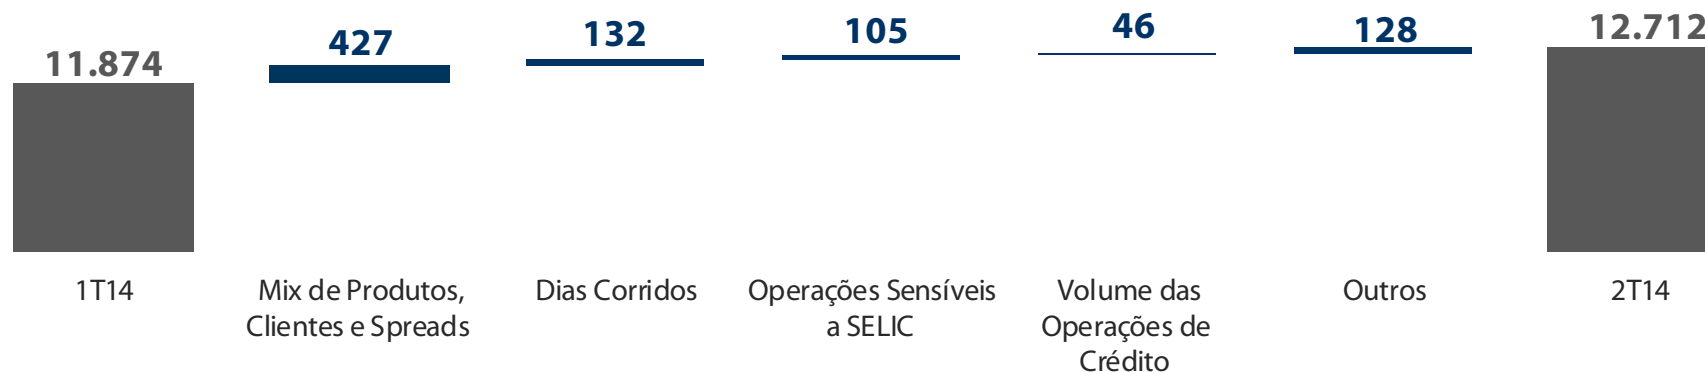 11.874
427
132
105
46
128
12.712
1T14
Mix de Produtos,
Clientes e Spreads
Dias Corridos
Operações Sensíveis
a SELIC
Volume das
Operações de
Crédito
Outros
2T14